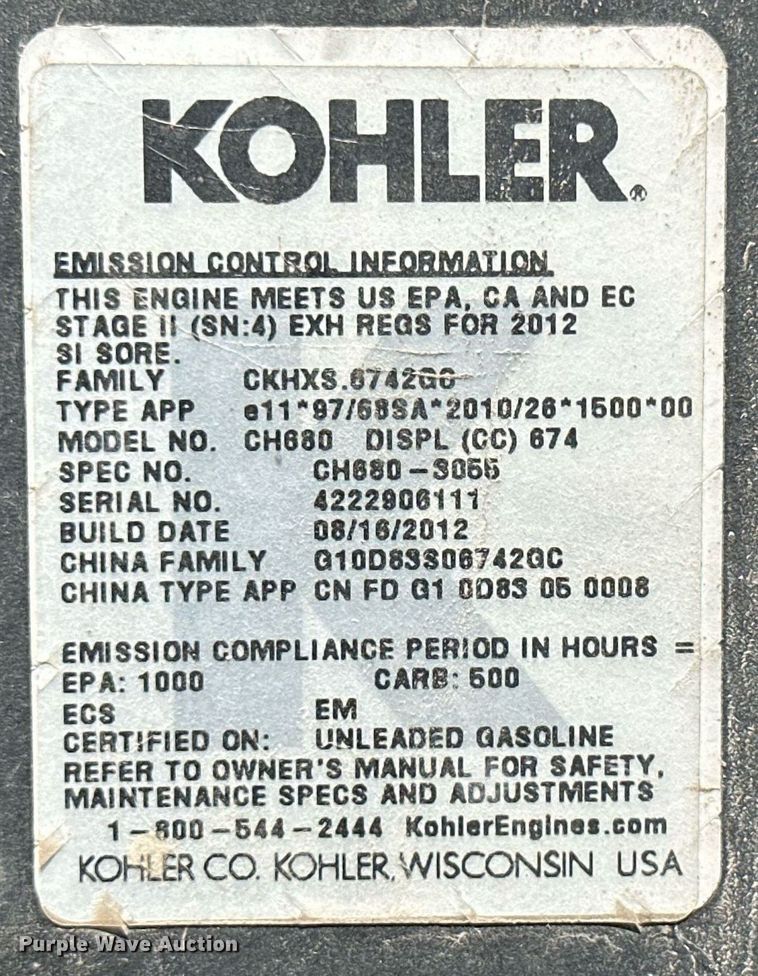 KOHLER®
EMISSION CONTROL INFORMATION
THIS ENGINE MEETS US EPA, CA AND EC
STAGE II (SN:4) EXH REGS FOR 2012
SI SORE.
FAMILY CKHXS.6742GC
TYPE APP e11*97/68SA*2010/26*1500*00
MODEL NO. CH680 DISPL (CC) 674
SPEC NO. CH680-3055
SERIAL NO. 4222906111
BUILD DATE 08/16/2012
CHINA FAMILY G10D83S06742GC
CHINA TYPE APP CN FD G1 0D83 05 0008
EMISSION COMPLIANCE PERIOD IN HOURS =
EPA: 1000 CARB: 500
ECS EM
CERTIFIED ON: UNLEADED GASOLINE
REFER TO OWNER'S MANUAL FOR SAFETY,
MAINTENANCE SPECS AND ADJUSTMENTS
1-800-544-2444 KohlerEngines.com
KOHLER CO. KOHLER, WISCONSIN USA
Purple Wave Auction